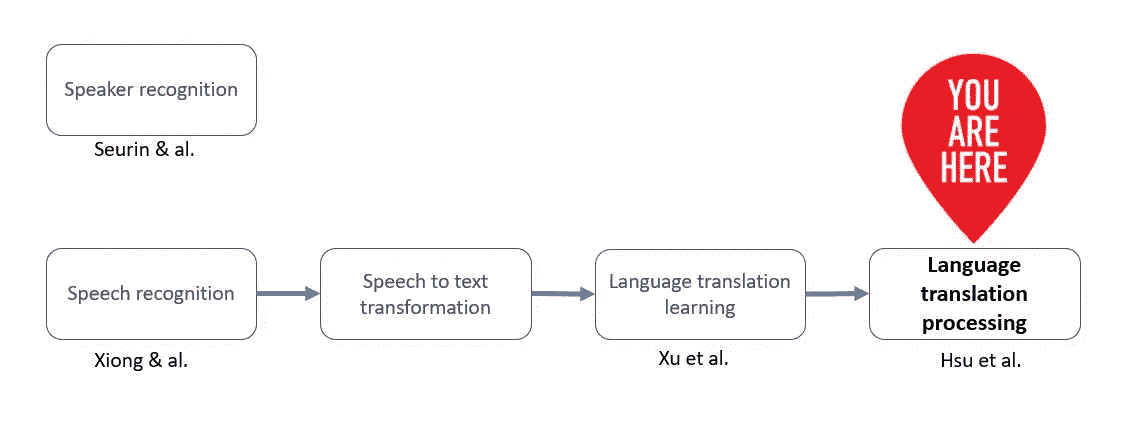 Speaker recognition
Seurin & al.
YOU
ARE
HERE
Speech recognition
Xiong & al.
Speech to text
transformation
Language translation
learning
Xu et al.
Language
translation
processing
Hsu et al.